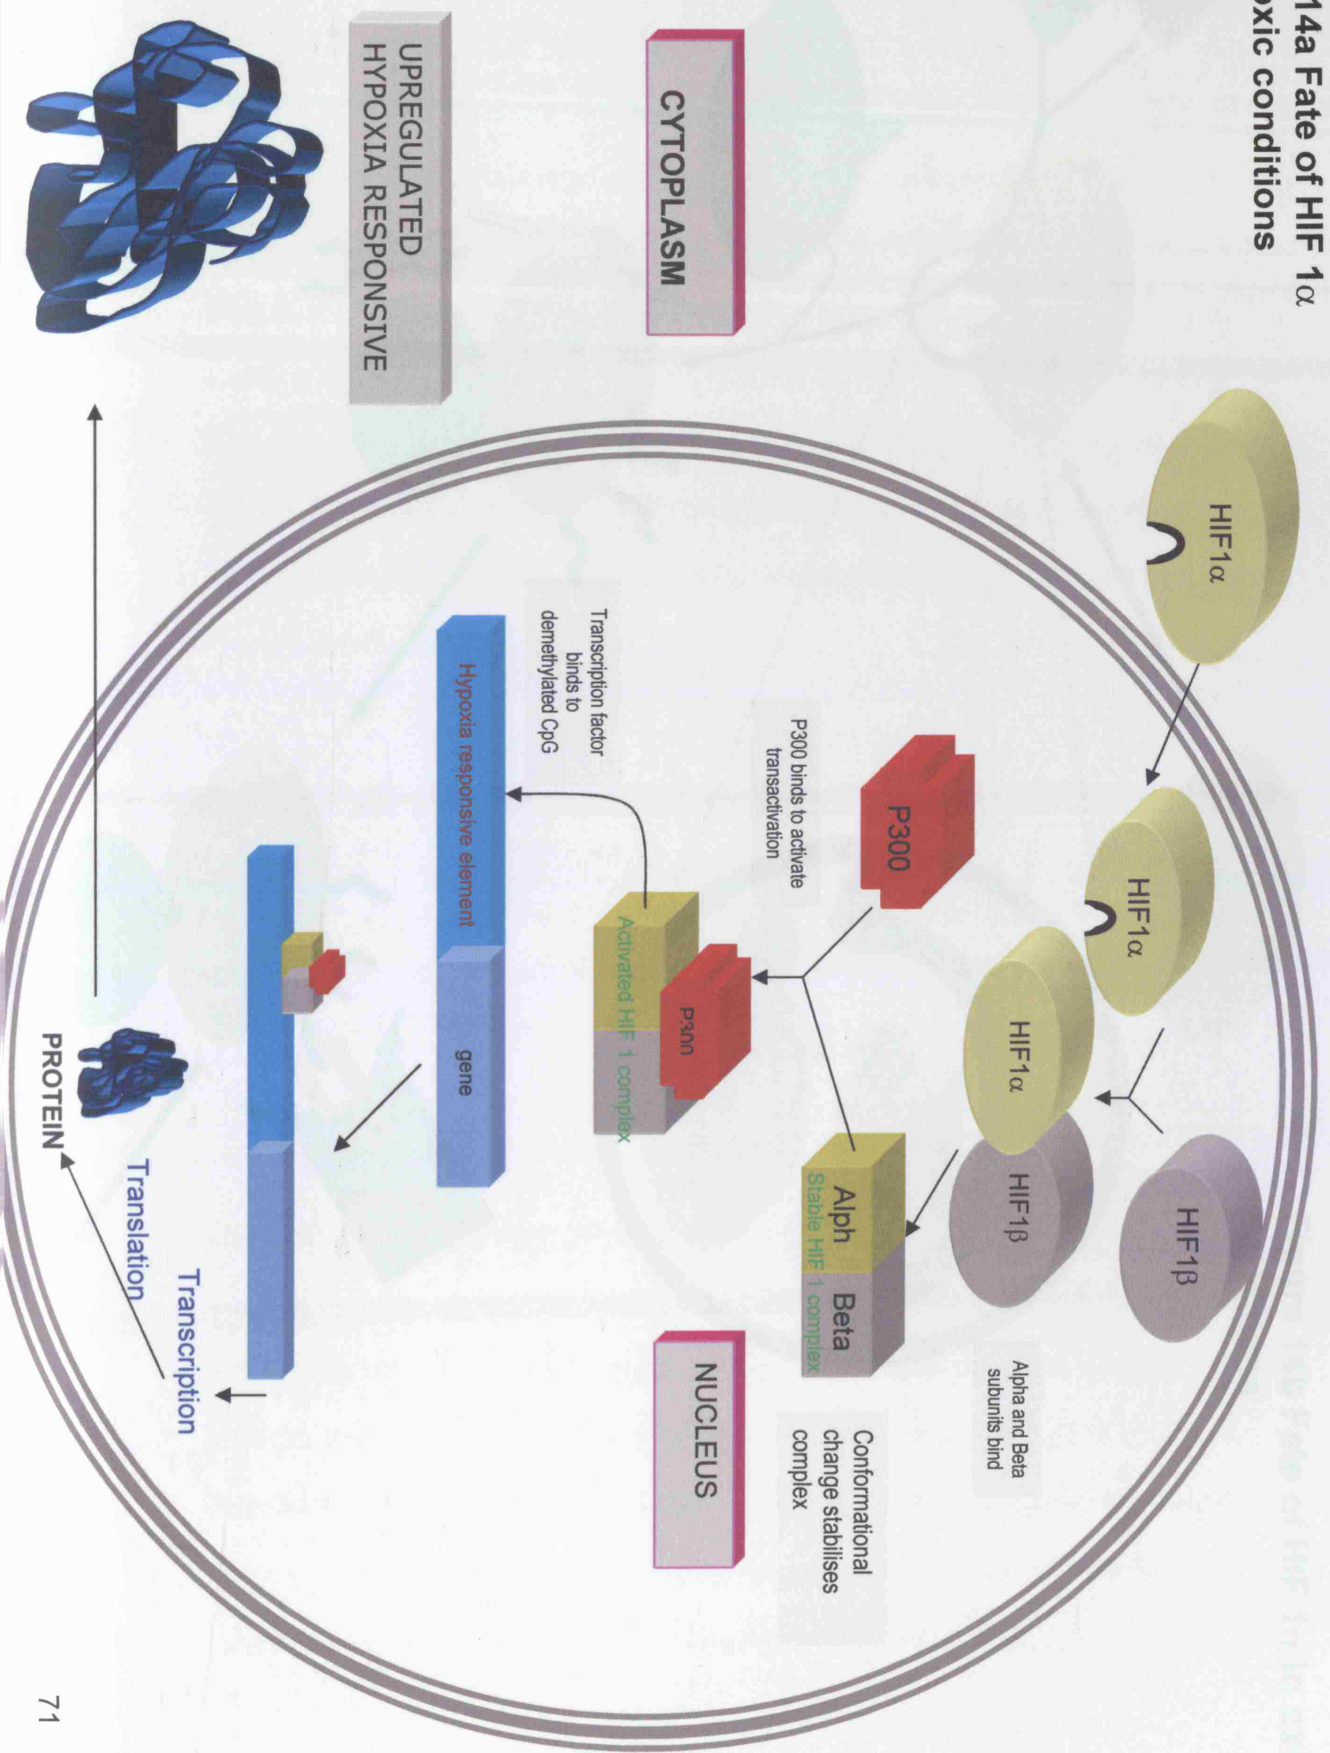 14a Fate of HIF 1α
oxic conditions
HIF1α
HIF1α
HIF1β
HIF1α
HIF1β
Alpha and Beta
subunits bind
Alph
Beta
Stable HIF 1 complex
Conformational
change stabilises
complex
P300
P300 binds to activate
transactivation
P300
Activated HIF 1 complex
CYTOPLASM
NUCLEUS
Transcription factor
binds to
demethylated CpG
Hypoxia responsive element
gene
UPREGULATED
HYPOXIA RESPONSIVE
Transcription
Translation
PROTEIN
71